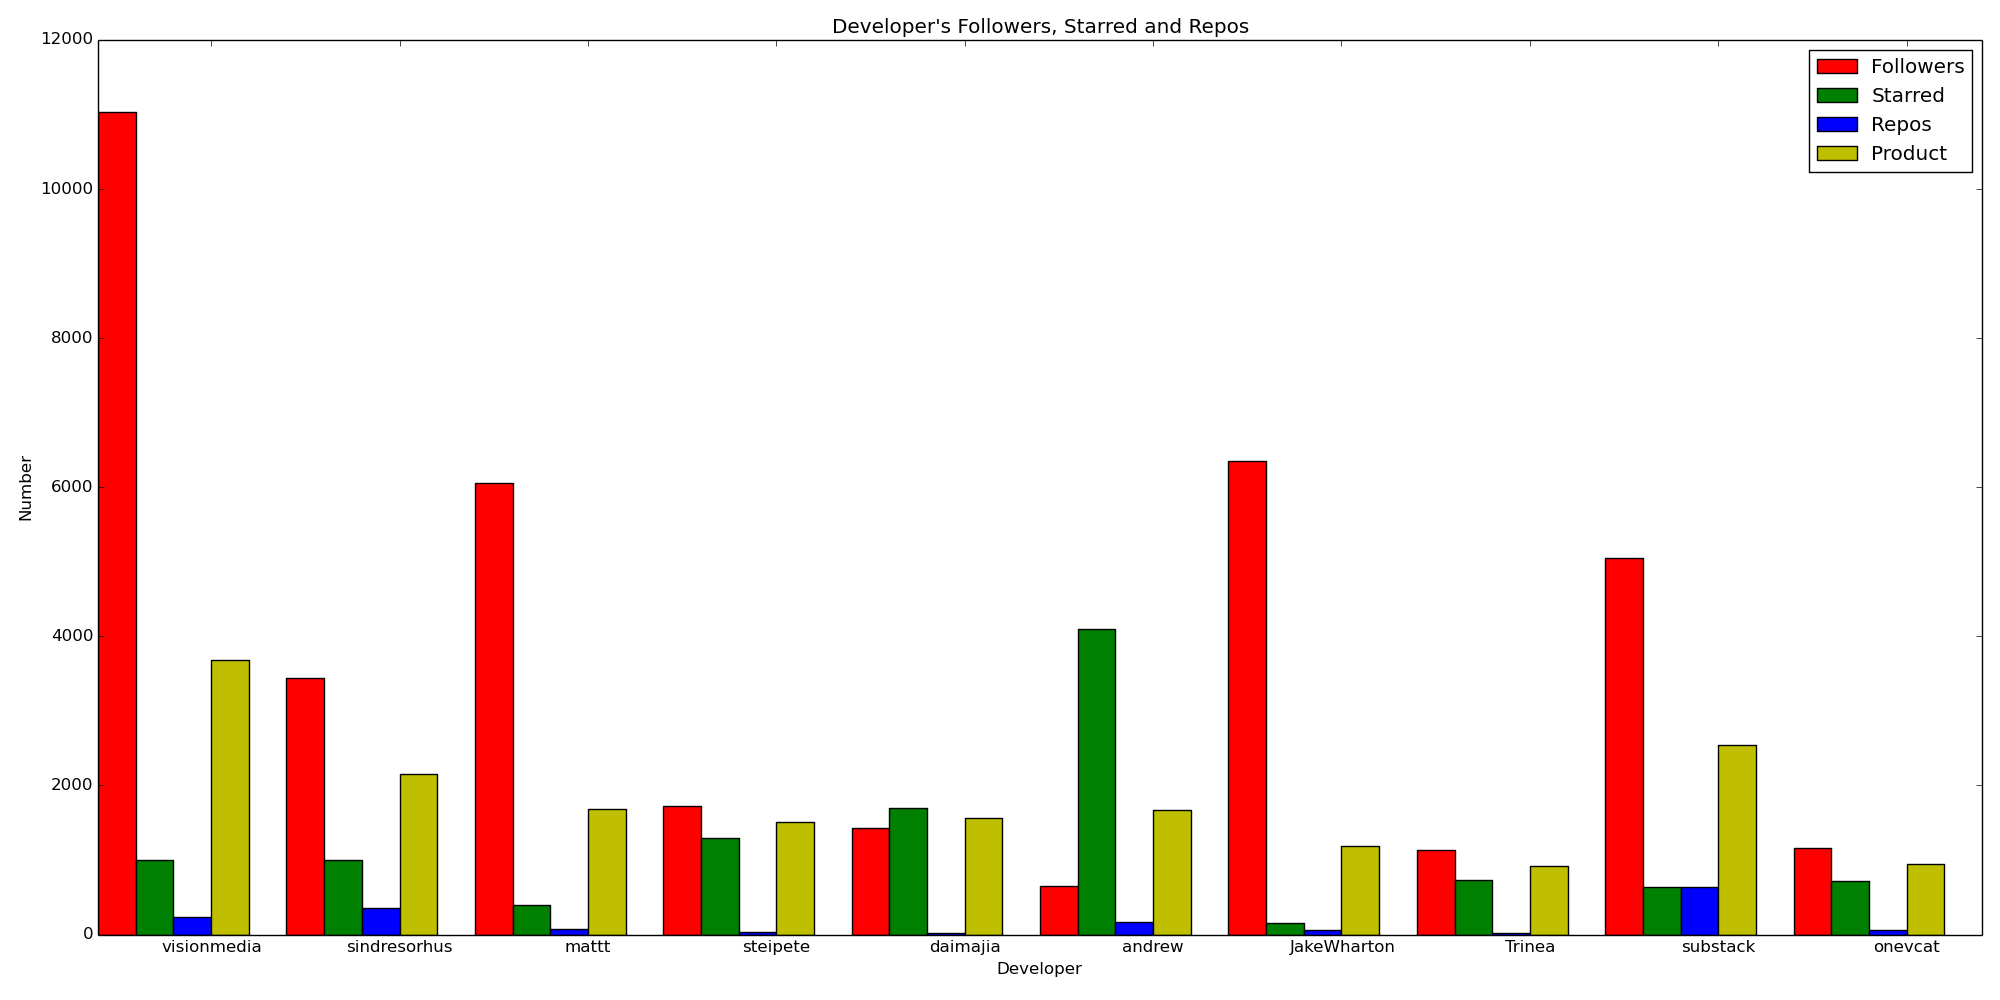 Developer's Followers, Starred and Repos
Followers
Starred
Repos
Product
12000
10000
8000
6000
4000
2000
0
Number
visionmedia sindresorhus mattt steipete daimajia andrew JakeWharton Trinea substack onevcat
Developer